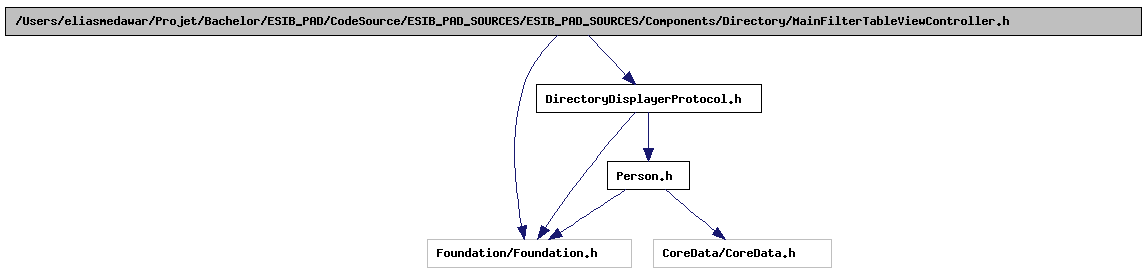 /Users/eliasmedawar/Projet/Bachelor/ESIB_PAD/CodeSource/ESIB_PAD_SOURCES/ESIB_PAD_SOURCES/Components/Directory/MainFilterTableViewController.h
DirectoryDisplayerProtocol.h
Person.h
Foundation/Foundation.h
CoreData/CoreData.h